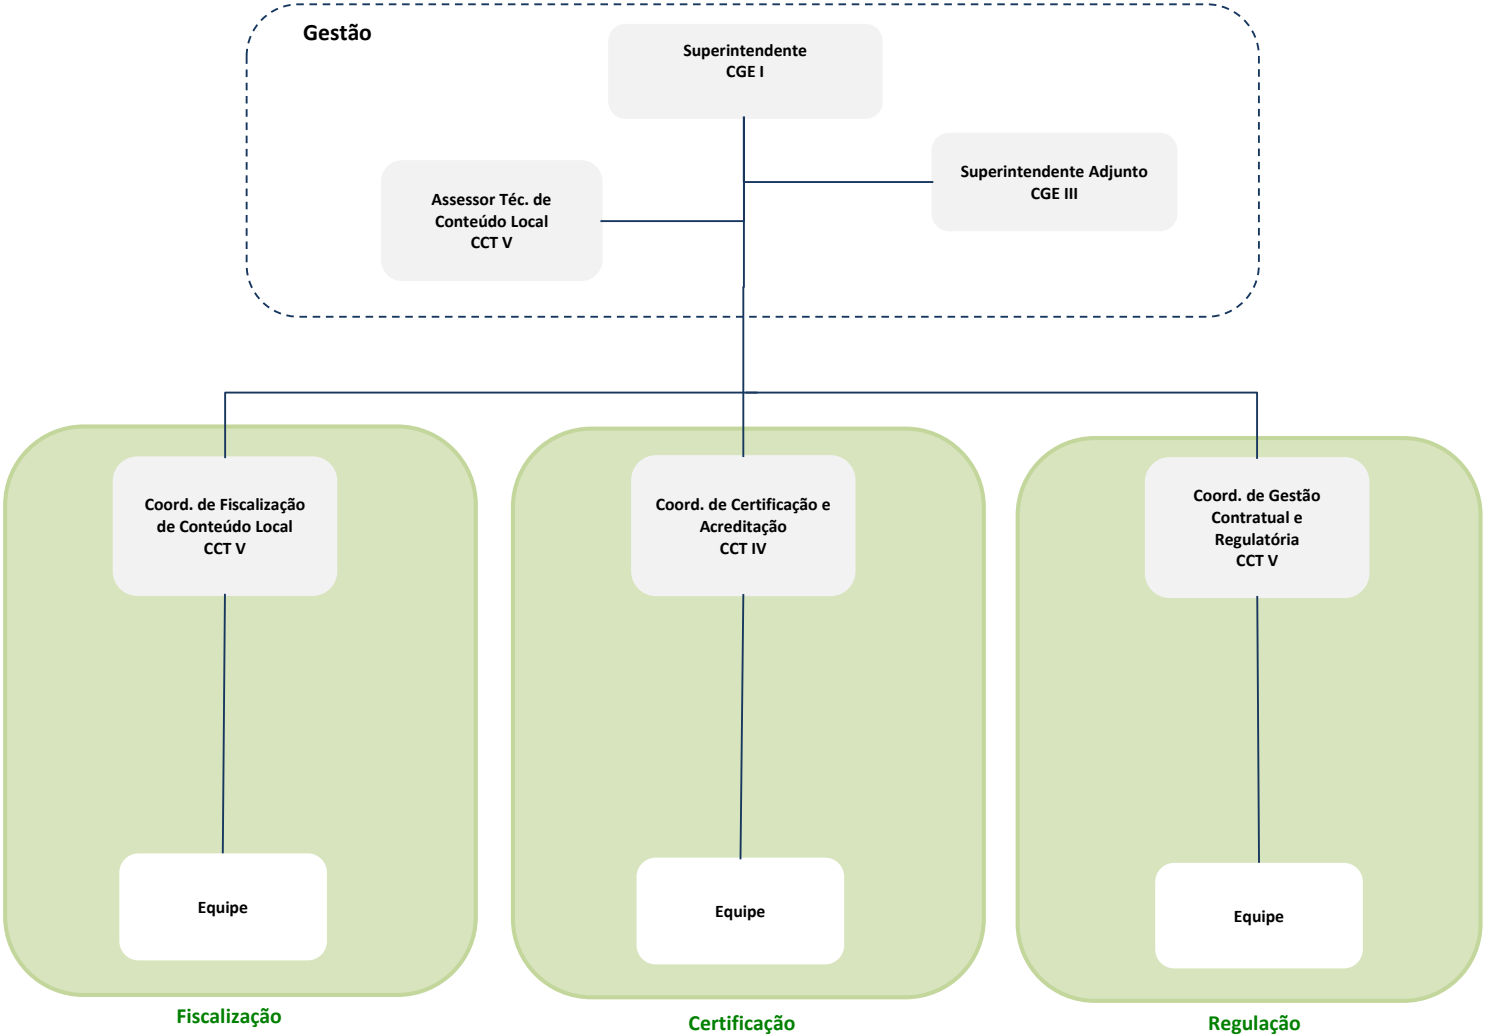 Gestão
Superintendente
CGE I
Superintendente Adjunto
CGE III
Assessor Téc. de
Conteúdo Local
CCT V
Coord. de Fiscalização
de Conteúdo Local
CCT V
Coord. de Certificação e
Acreditação
CCT IV
Coord. de Gestão
Contratual e
Regulatória
CCT V
Equipe
Equipe
Equipe
Fiscalização
Certificação
Regulação